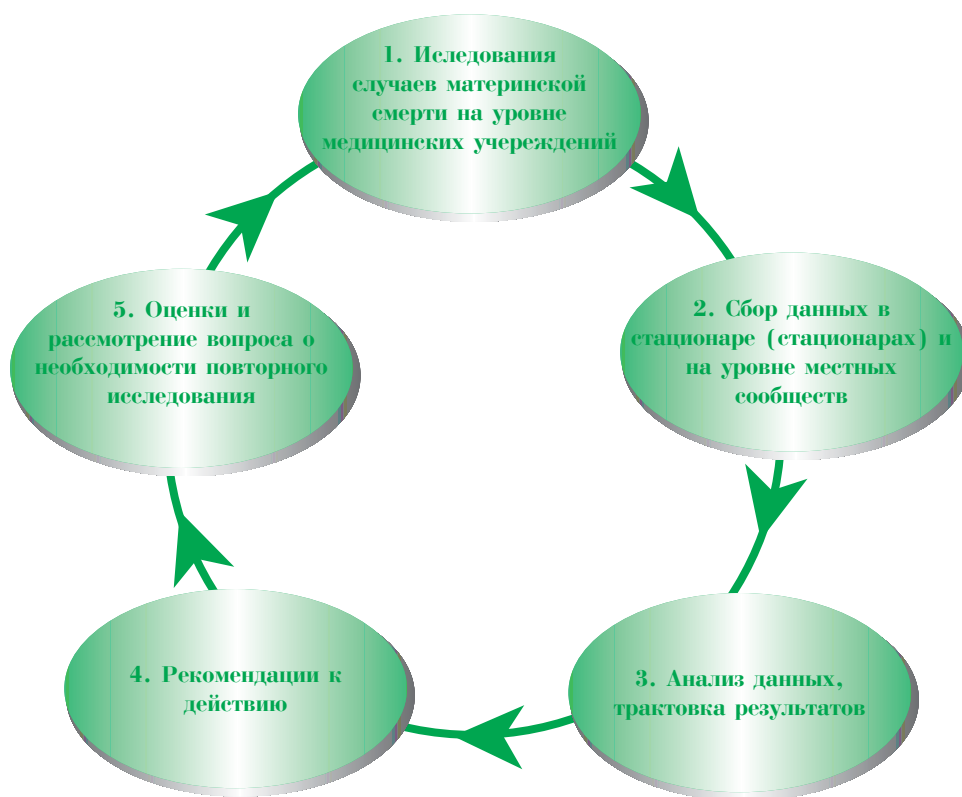 1. Иследования
случаев материнской
смерти на уровне
медицинских учереждений
2. Сбор данных в
стационаре (стационарах) и
на уровне местных
сообществ
3. Анализ данных,
трактовка результатов
4. Рекомендации к
действию
5. Оценки и
рассмотрение вопроса о
необходимости повторного
исследования